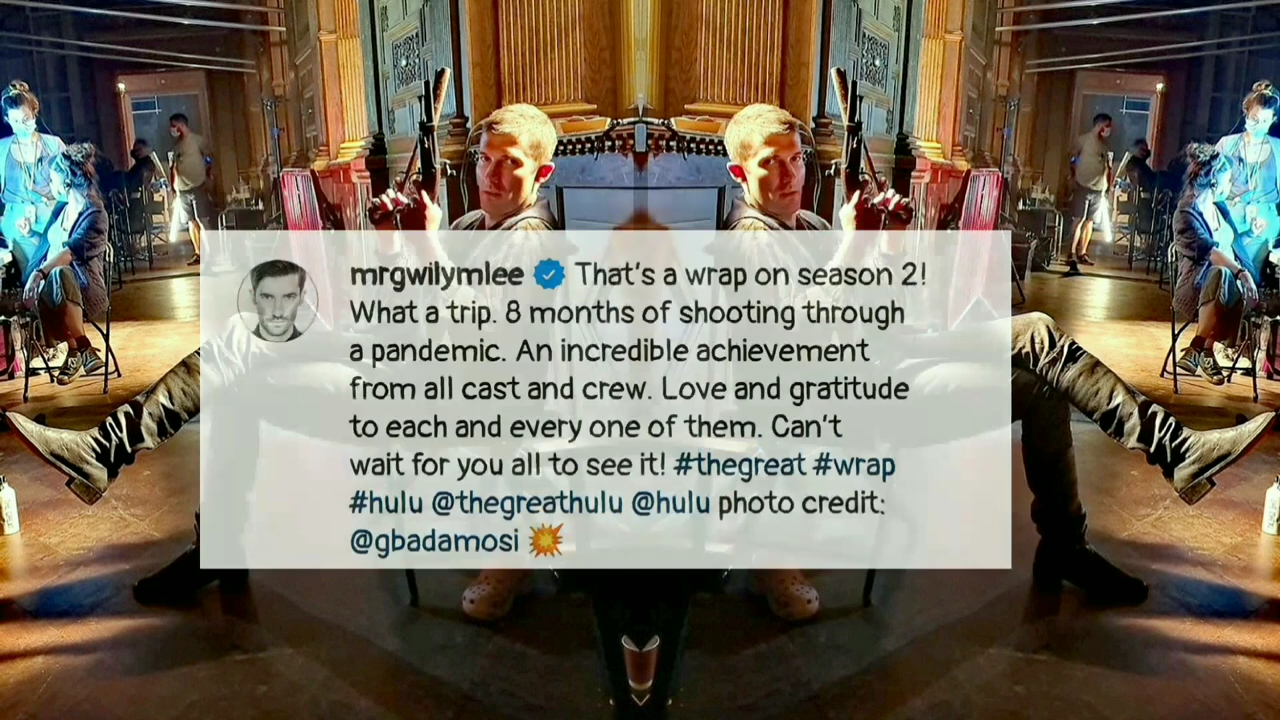 mrgwilymlee That's a wrap on season 2!
What a trip. 8 months of shooting through
a pandemic. An incredible achievement
from all cast and crew. Love and gratitude
to each and every one of them. Can't
wait for you all to see it! #thegreat #wrap
#hulu @thegreathulu @hulu photo credit:
@gbadamosi 💥